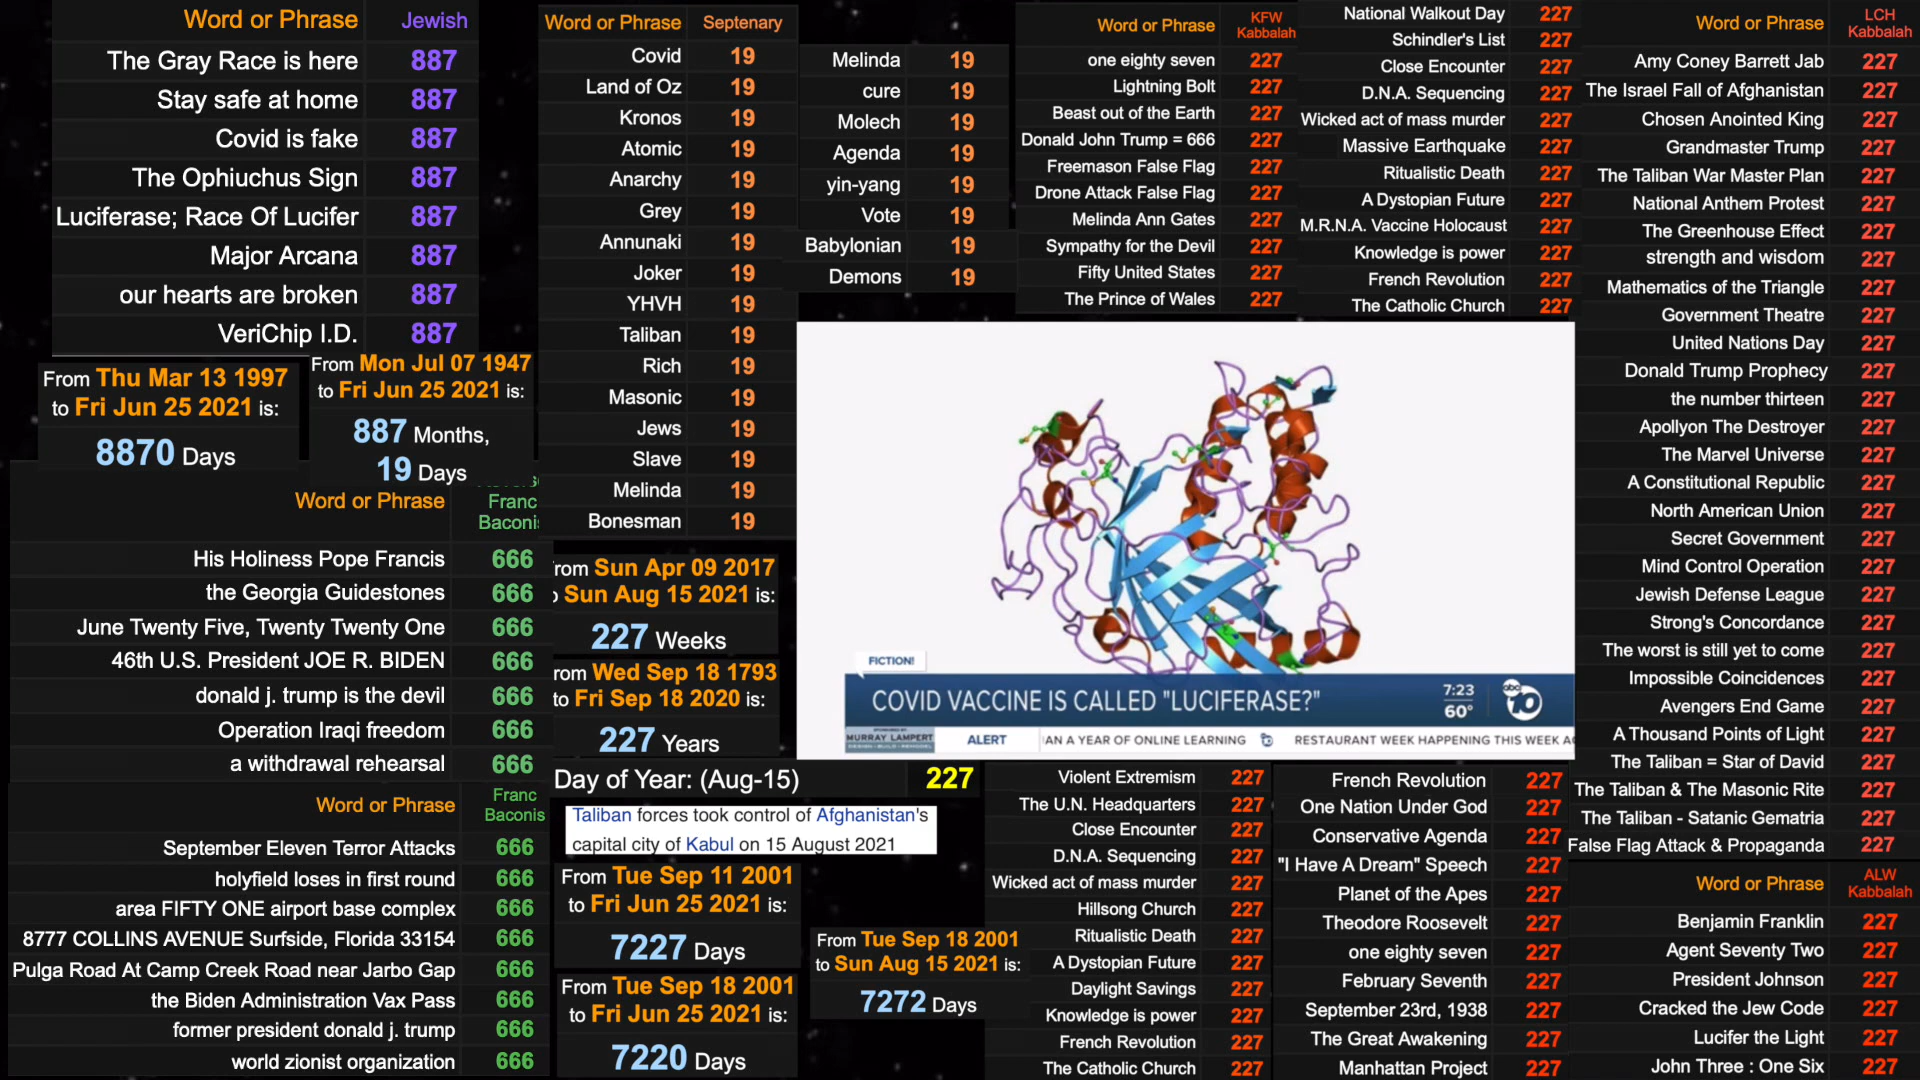 Word or Phrase Jewish
The Gray Race is here 887
Stay safe at home 887
Covid is fake 887
The Ophiuchus Sign 887
Luciferase; Race Of Lucifer 887
Major Arcana 887
our hearts are broken 887
VeriChip I.D. 887
From Thu Mar 13 1997
to Fri Jun 25 2021 is:
8870 Days
From Mon Jul 07 1947
to Fri Jun 25 2021 is:
887 Months,
19 Days
Word or Phrase
Franc
Baconis
His Holiness Pope Francis 666
the Georgia Guidestones 666
June Twenty Five, Twenty Twenty One 666
46th U.S. President JOE R. BIDEN 666
donald j. trump is the devil 666
Operation Iraqi freedom 666
a withdrawal rehearsal 666
Word or Phrase
Franc
Baconis
September Eleven Terror Attacks 666
holyfield loses in first round 666
area FIFTY ONE airport base complex 666
8777 COLLINS AVENUE Surfside, Florida 33154 666
Pulga Road At Camp Creek Road near Jarbo Gap 666
the Biden Administration Vax Pass 666
former president donald j. trump 666
world zionist organization 666
Word or Phrase Septenary
Covid 19
Land of Oz 19
Kronos 19
Atomic 19
Anarchy 19
Grey 19
Annunaki 19
Joker 19
YHVH 19
Taliban 19
Rich 19
Masonic 19
Jews 19
Slave 19
Melinda 19
Bonesman 19
Melinda 19
cure 19
Molech 19
Agenda 19
yin-yang 19
Vote 19
Babylonian 19
Demons 19
rom Sun Apr 09 2017
Sun Aug 15 2021 is:
227 Weeks
rom Wed Sep 18 1793
to Fri Sep 18 2020 is:
227 Years
Day of Year: (Aug-15) 227
Taliban forces took control of Afghanistan's
capital city of Kabul on 15 August 2021
From Tue Sep 11 2001
to Fri Jun 25 2021 is:
7227 Days
From Tue Sep 18 2001
to Fri Jun 25 2021 is:
7220 Days
From Tue Sep 18 2001
to Sun Aug 15 2021 is:
7272 Days
Word or Phrase
KFW
Kabbalah
one eighty seven 227
Lightning Bolt 227
Beast out of the Earth 227
Donald John Trump = 666 227
Freemason False Flag 227
Drone Attack False Flag 227
Melinda Ann Gates 227
Sympathy for the Devil 227
Fifty United States 227
The Prince of Wales 227
National Walkout Day 227
Schindler's List 227
Close Encounter 227
D.N.A. Sequencing 227
Wicked act of mass murder 227
Massive Earthquake 227
Ritualistic Death 227
A Dystopian Future 227
M.R.N.A. Vaccine Holocaust 227
Knowledge is power 227
French Revolution 227
The Catholic Church 227
FICTION!
COVID VACCINE IS CALLED "LUCIFERASE?"
7:23
60°
abc
10
SPONSORED BY
MURRAY LAMPERT
DESIGN • BUILD • REMODEL
ALERT
AN A YEAR OF ONLINE LEARNING
RESTAURANT WEEK HAPPENING THIS WEEK
Violent Extremism 227
The U.N. Headquarters 227
Close Encounter 227
D.N.A. Sequencing 227
Wicked act of mass murder 227
Hillsong Church 227
Ritualistic Death 227
A Dystopian Future 227
Daylight Savings 227
Knowledge is power 227
French Revolution 227
The Catholic Church 227
French Revolution 227
One Nation Under God 227
Conservative Agenda 227
"I Have A Dream" Speech 227
Planet of the Apes 227
Theodore Roosevelt 227
one eighty seven 227
February Seventh 227
September 23rd, 1938 227
The Great Awakening 227
Manhattan Project 227
Word or Phrase
LCH
Kabbalah
Amy Coney Barrett Jab 227
The Israel Fall of Afghanistan 227
Chosen Anointed King 227
Grandmaster Trump 227
The Taliban War Master Plan 227
National Anthem Protest 227
The Greenhouse Effect 227
strength and wisdom 227
Mathematics of the Triangle 227
Government Theatre 227
United Nations Day 227
Donald Trump Prophecy 227
the number thirteen 227
Apollyon The Destroyer 227
The Marvel Universe 227
A Constitutional Republic 227
North American Union 227
Secret Government 227
Mind Control Operation 227
Jewish Defense League 227
Strong's Concordance 227
The worst is still yet to come 227
Impossible Coincidences 227
Avengers End Game 227
A Thousand Points of Light 227
The Taliban = Star of David 227
The Taliban & The Masonic Rite 227
The Taliban - Satanic Gematria 227
False Flag Attack & Propaganda 227
Word or Phrase
ALW
Kabbalah
Benjamin Franklin 227
Agent Seventy Two 227
President Johnson 227
Cracked the Jew Code 227
Lucifer the Light 227
John Three : One Six 227